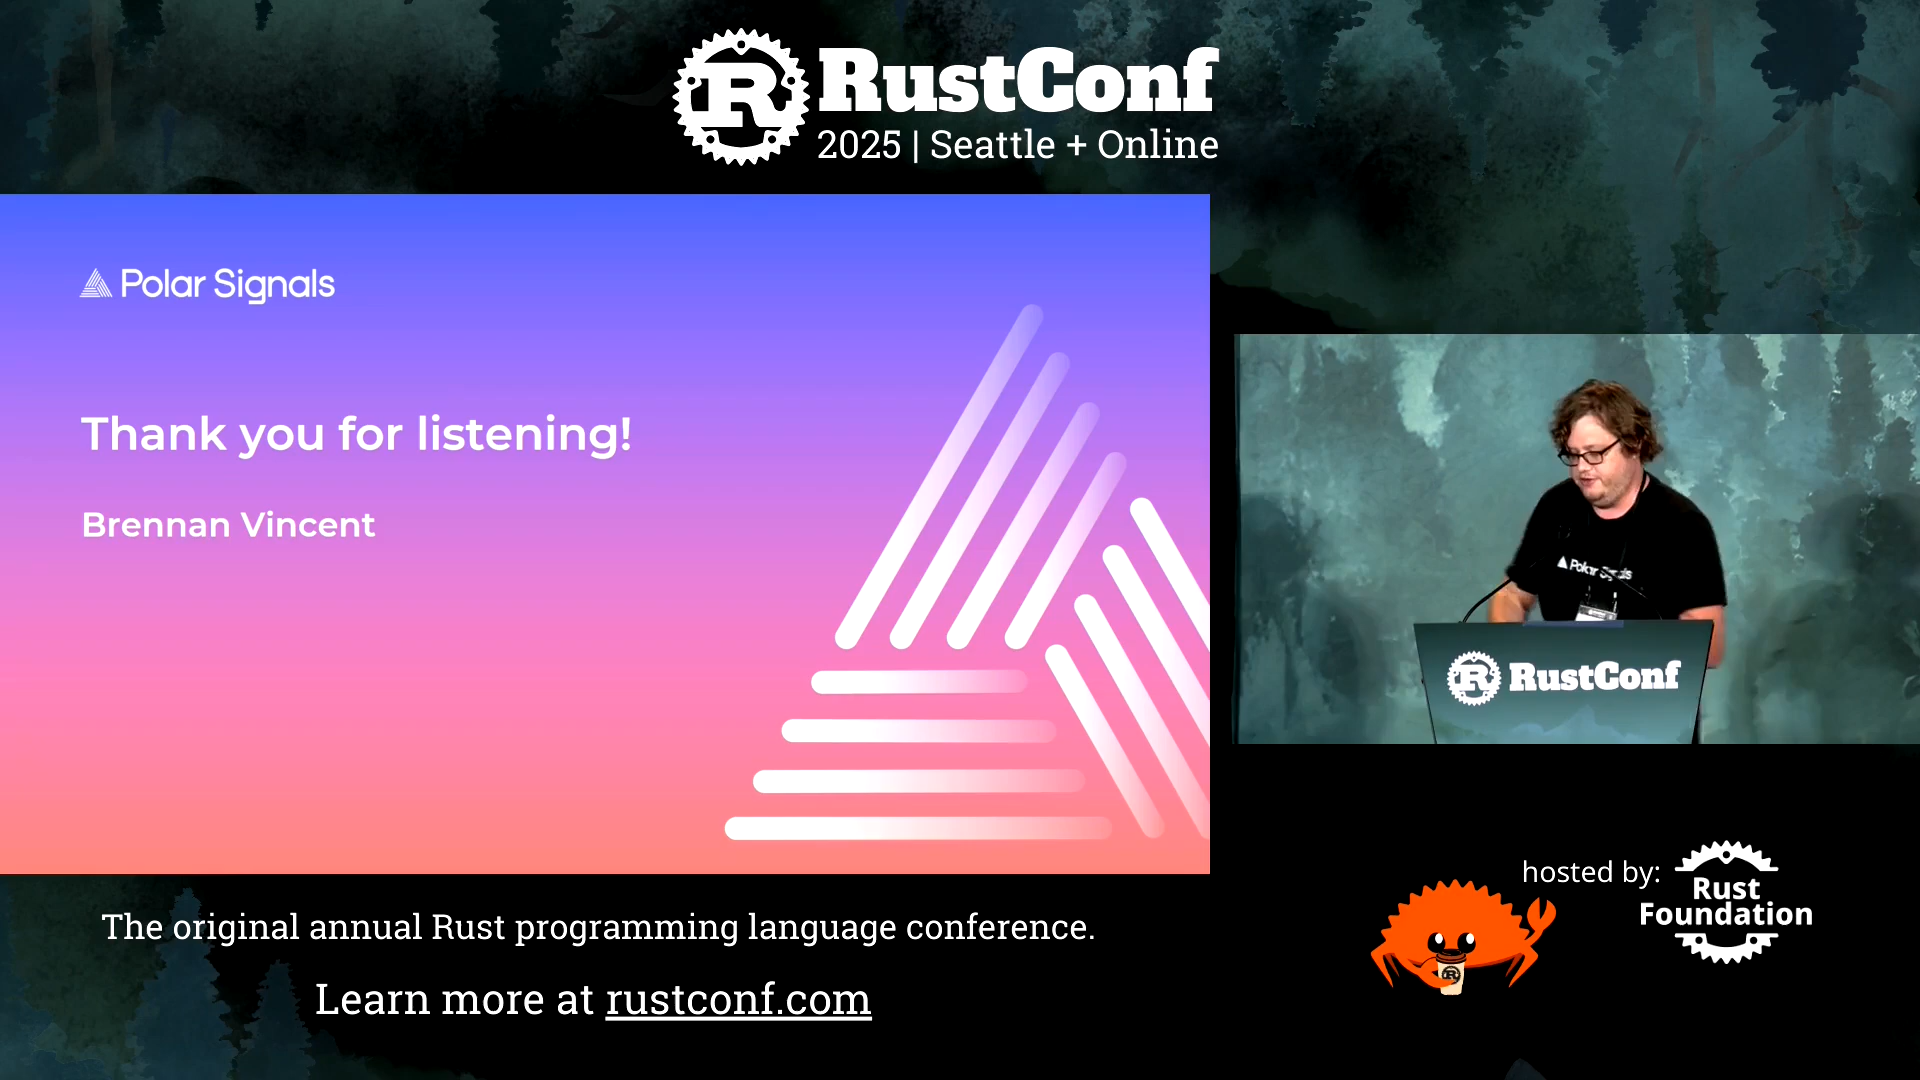 RustConf
2025 | Seattle + Online
Polar Signals
Thank you for listening!
Brennan Vincent
Polar
RustConf
hosted by:
Rust
Foundation
The original annual Rust programming language conference.
Learn more at rustconf.com